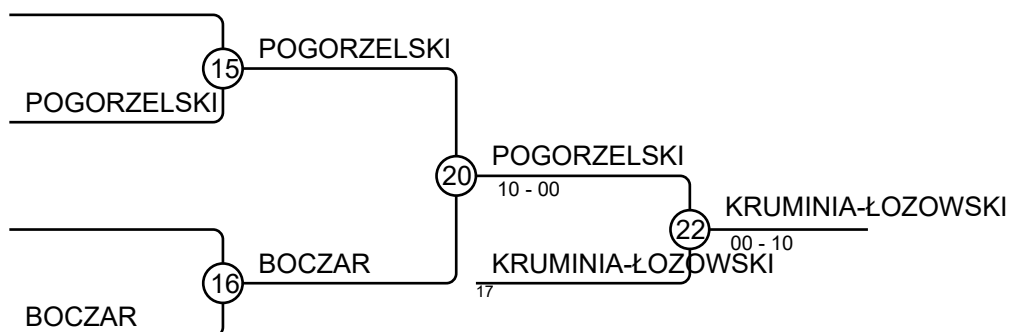 POGORZELSKI
15
POGORZELSKI
POGORZELSKI
20
10 - 00
KRUMINIA-ŁOZOWSKI
22
00 - 10
BOCZAR
KRUMINIA-ŁOZOWSKI
16
17
BOCZAR